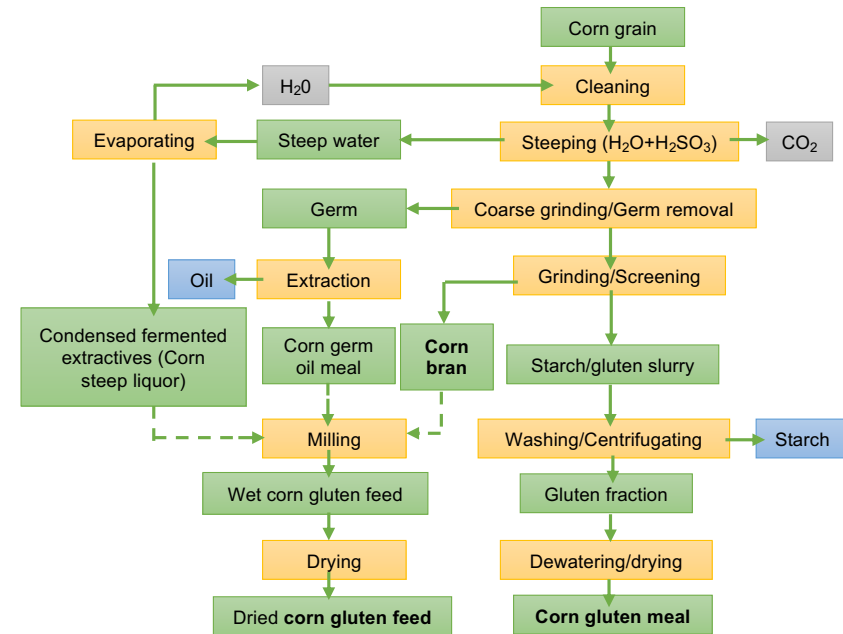 Corn grain
H₂0
Cleaning
Evaporating
Steep water
Steeping (H₂O+H₂SO₃)
CO₂
Germ
Coarse grinding/Germ removal
Oil
Extraction
Grinding/Screening
Condensed fermented
extractives (Corn
steep liquor)
Corn germ
oil meal
Corn
bran
Starch/gluten slurry
Milling
Washing/Centrifugating
Starch
Wet corn gluten feed
Gluten fraction
Drying
Dewatering/drying
Dried corn gluten feed
Corn gluten meal